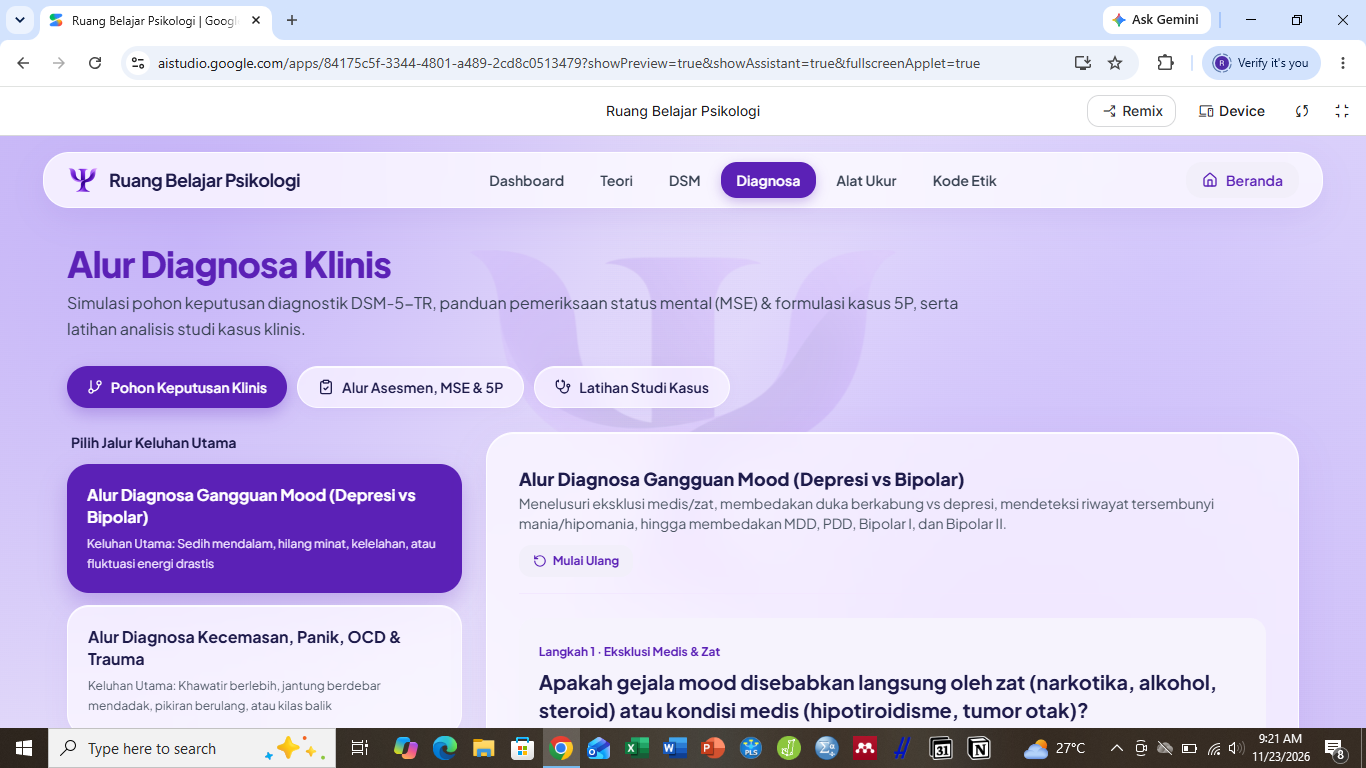 Ruang Belajar Psikologi | Googl
Ask Gemini
aistudio.google.com/apps/84175c5f-3344-4801-a489-2cd8c0513479?showPreview=true&showAssistant=true&fullscreenApplet=true
R
Verify it's you
Ruang Belajar Psikologi
Remix
Device
Ruang Belajar Psikologi
Dashboard
Teori
DSM
Diagnosa
Alat Ukur
Kode Etik
Beranda
Alur Diagnosa Klinis
Simulasi pohon keputusan diagnostik DSM-5-TR, panduan pemeriksaan status mental (MSE) & formulasi kasus 5P, serta
latihan analisis studi kasus klinis.
Pohon Keputusan Klinis
Alur Asesmen, MSE & 5P
Latihan Studi Kasus
Pilih Jalur Keluhan Utama
Alur Diagnosa Gangguan Mood (Depresi vs
Bipolar)
Keluhan Utama: Sedih mendalam, hilang minat, kelelahan, atau
fluktuasi energi drastis
Alur Diagnosa Kecemasan, Panik, OCD &
Trauma
Keluhan Utama: Khawatir berlebih, jantung berdebar
mendadak, pikiran berulang, atau kilas balik
Alur Diagnosa Gangguan Mood (Depresi vs Bipolar)
Menelusuri eksklusi medis/zat, membedakan duka berkabung vs depresi, mendeteksi riwayat tersembunyi
mania/hipomania, hingga membedakan MDD, PDD, Bipolar I, dan Bipolar II.
Mulai Ulang
Langkah 1 · Eksklusi Medis & Zat
Apakah gejala mood disebabkan langsung oleh zat (narkotika, alkohol,
steroid) atau kondisi medis (hipotiroidisme, tumor otak)?
Type here to search
PLS
31
27°C
9:21 AM
11/23/2026
8